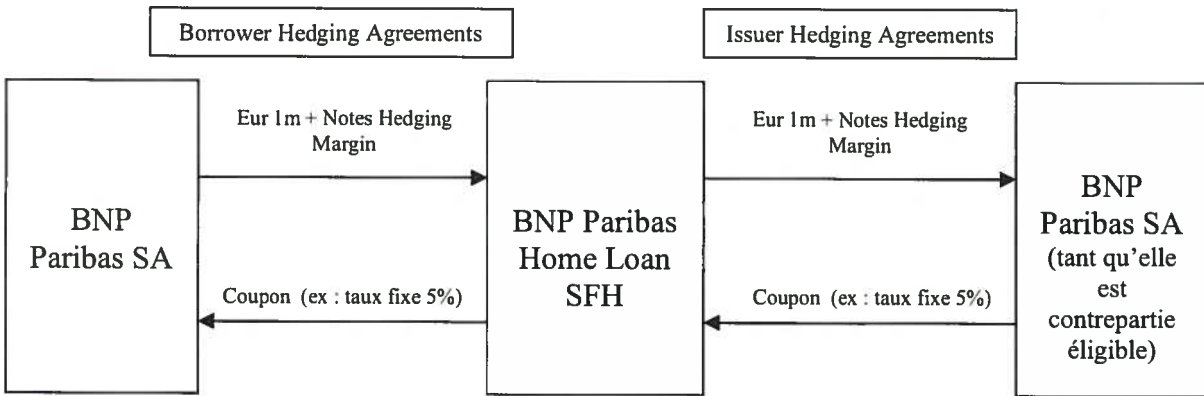 Borrower Hedging Agreements
Issuer Hedging Agreements
BNP
Paribas SA
Eur 1m + Notes Hedging
Margin
Coupon (ex : taux fixe 5%)
BNP Paribas
Home Loan
SFH
Eur 1m + Notes Hedging
Margin
Coupon (ex : taux fixe 5%)
BNP
Paribas SA
(tant qu'elle
est
contrepartie
éligible)